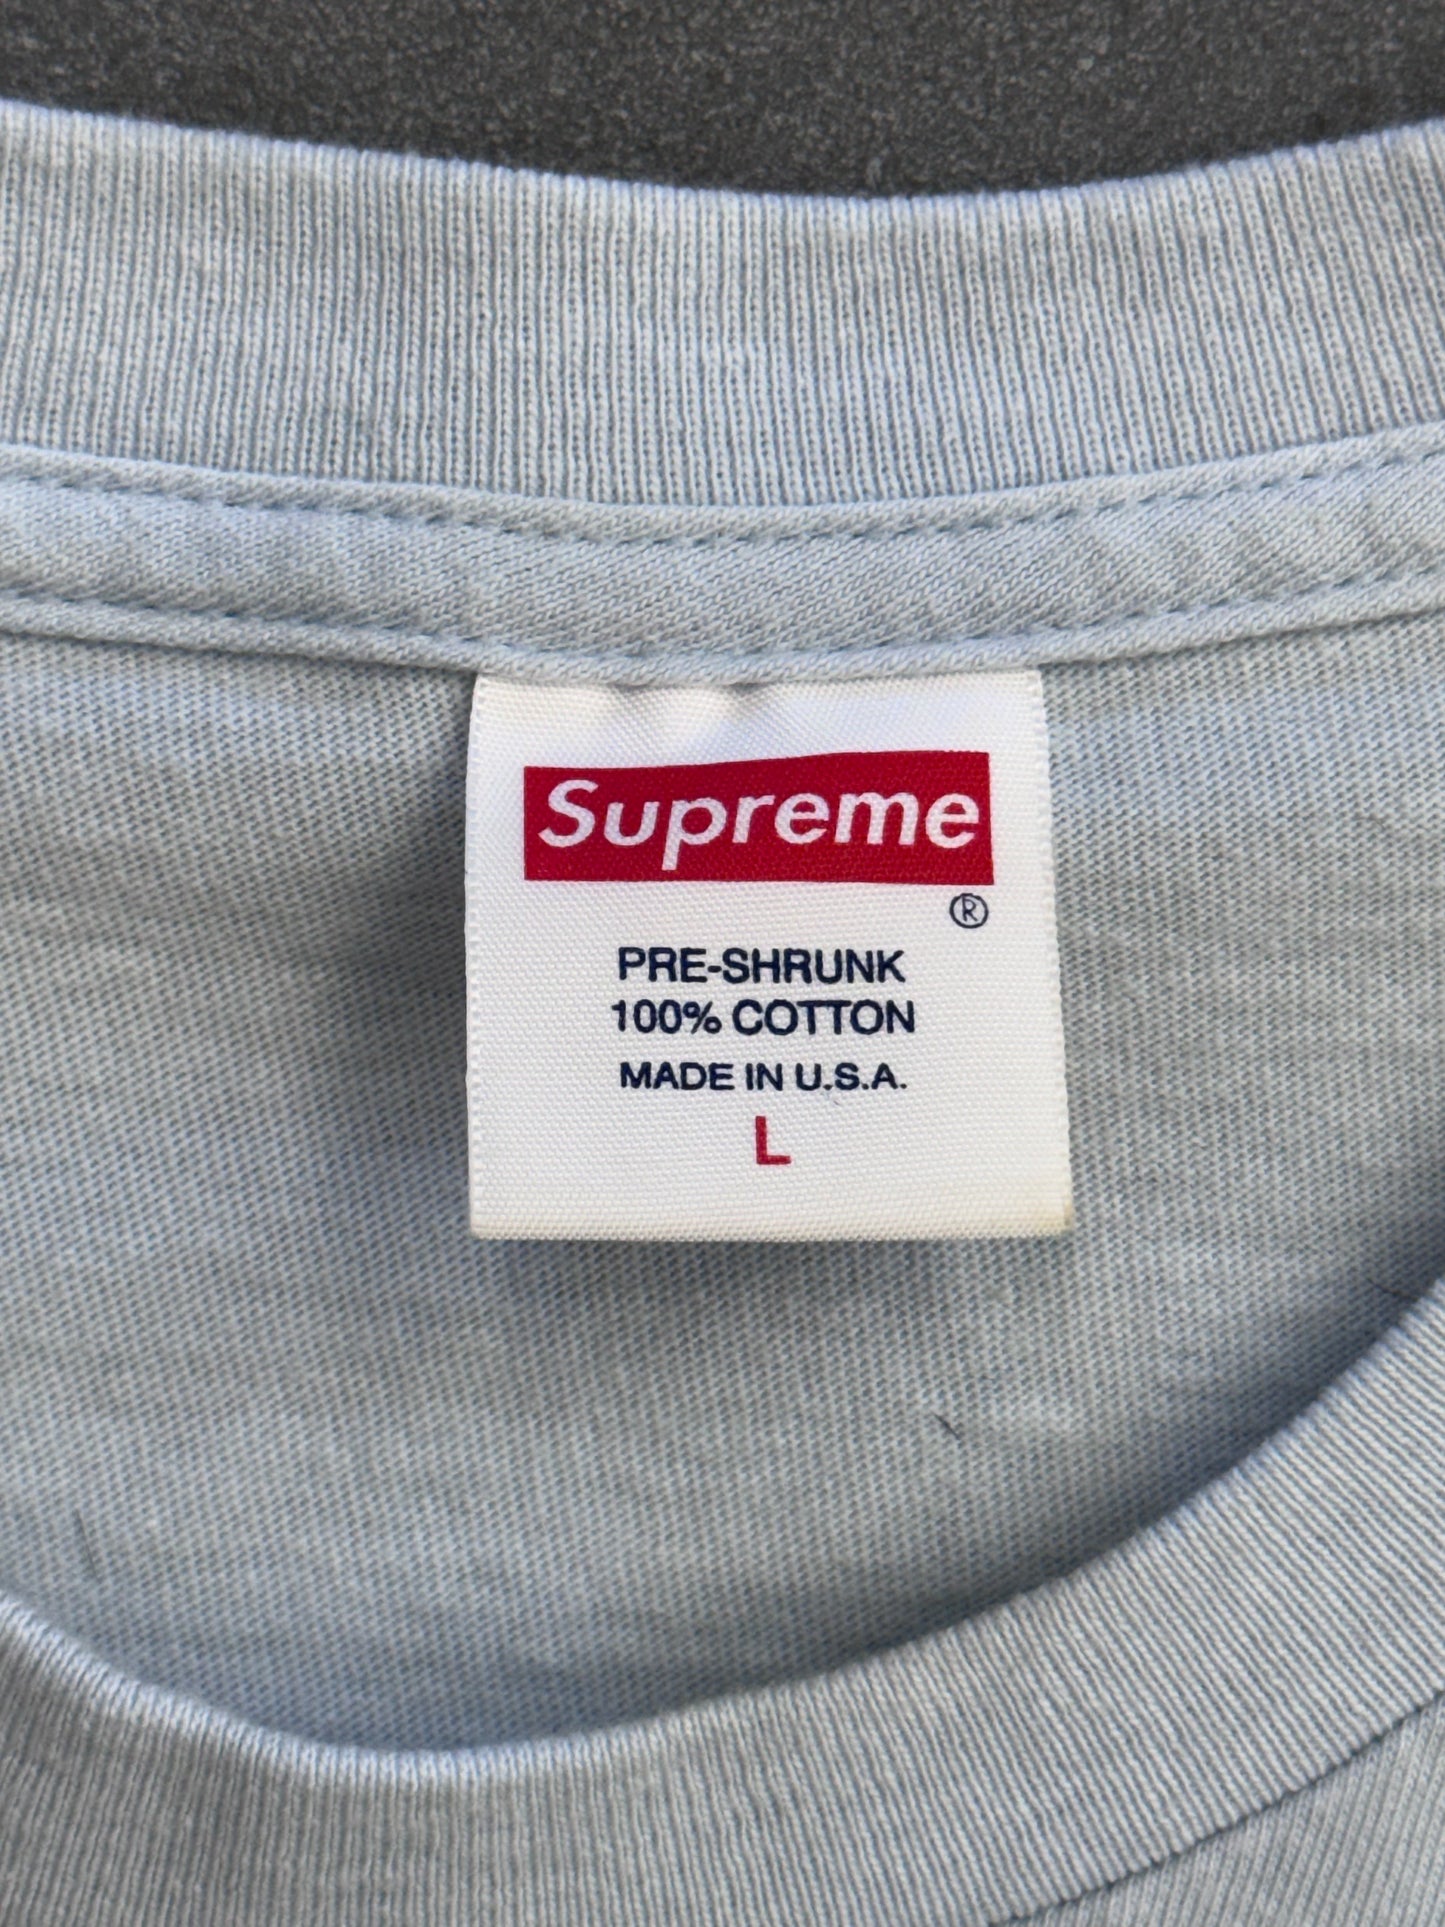 Supreme
®
PRE-SHRUNK
100% COTTON
MADE IN U.S.A.
L